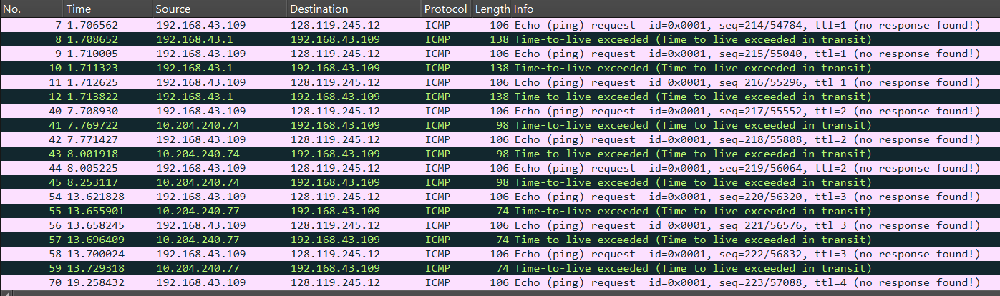 No. Time Source Destination Protocol Length Info
7 1.706562 192.168.43.109 128.119.245.12 ICMP 106 Echo (ping) request id=0x0001, seq=214/54784, ttl=1 (no response found!)
8 1.708652 192.168.43.1 192.168.43.109 ICMP 138 Time-to-live exceeded (Time to live exceeded in transit)
9 1.710005 192.168.43.109 128.119.245.12 ICMP 106 Echo (ping) request id=0x0001, seq=215/55040, ttl=1 (no response found!)
10 1.711323 192.168.43.1 192.168.43.109 ICMP 138 Time-to-live exceeded (Time to live exceeded in transit)
11 1.712625 192.168.43.109 128.119.245.12 ICMP 106 Echo (ping) request id=0x0001, seq=216/55296, ttl=1 (no response found!)
12 1.713822 192.168.43.1 192.168.43.109 ICMP 138 Time-to-live exceeded (Time to live exceeded in transit)
40 7.708930 192.168.43.109 128.119.245.12 ICMP 106 Echo (ping) request id=0x0001, seq=217/55552, ttl=2 (no response found!)
41 7.769722 10.204.240.74 192.168.43.109 ICMP 98 Time-to-live exceeded (Time to live exceeded in transit)
42 7.771427 192.168.43.109 128.119.245.12 ICMP 106 Echo (ping) request id=0x0001, seq=218/55808, ttl=2 (no response found!)
43 8.001918 10.204.240.74 192.168.43.109 ICMP 98 Time-to-live exceeded (Time to live exceeded in transit)
44 8.005225 192.168.43.109 128.119.245.12 ICMP 106 Echo (ping) request id=0x0001, seq=219/56064, ttl=2 (no response found!)
45 8.253117 10.204.240.74 192.168.43.109 ICMP 98 Time-to-live exceeded (Time to live exceeded in transit)
54 13.621828 192.168.43.109 128.119.245.12 ICMP 106 Echo (ping) request id=0x0001, seq=220/56320, ttl=3 (no response found!)
55 13.655901 10.204.240.77 192.168.43.109 ICMP 74 Time-to-live exceeded (Time to live exceeded in transit)
56 13.658245 192.168.43.109 128.119.245.12 ICMP 106 Echo (ping) request id=0x0001, seq=221/56576, ttl=3 (no response found!)
57 13.696409 10.204.240.77 192.168.43.109 ICMP 74 Time-to-live exceeded (Time to live exceeded in transit)
58 13.700024 192.168.43.109 128.119.245.12 ICMP 106 Echo (ping) request id=0x0001, seq=222/56832, ttl=3 (no response found!)
59 13.729318 10.204.240.77 192.168.43.109 ICMP 74 Time-to-live exceeded (Time to live exceeded in transit)
70 19.258432 192.168.43.109 128.119.245.12 ICMP 106 Echo (ping) request id=0x0001, seq=223/57088, ttl=4 (no response found!)